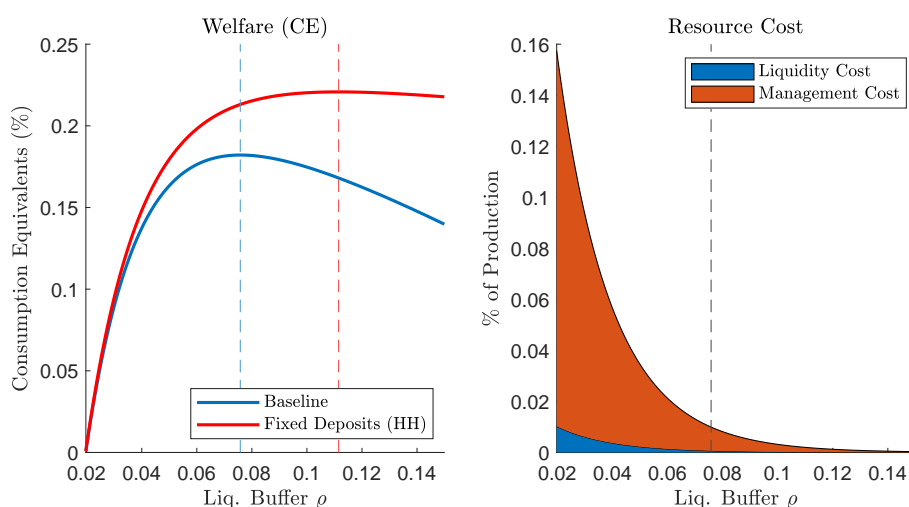 Welfare (CE)
Consumption Equivalents (%)
0.25
0.2
0.15
0.1
0.05
0
0.02
0.04
0.06
0.08
0.1
0.12
0.14
Liq. Buffer ρ
Baseline
Fixed Deposits (HH)
Resource Cost
% of Production
0.16
0.14
0.12
0.1
0.08
0.06
0.04
0.02
0
0.02
0.04
0.06
0.08
0.1
0.12
0.14
Liq. Buffer ρ
Liquidity Cost
Management Cost